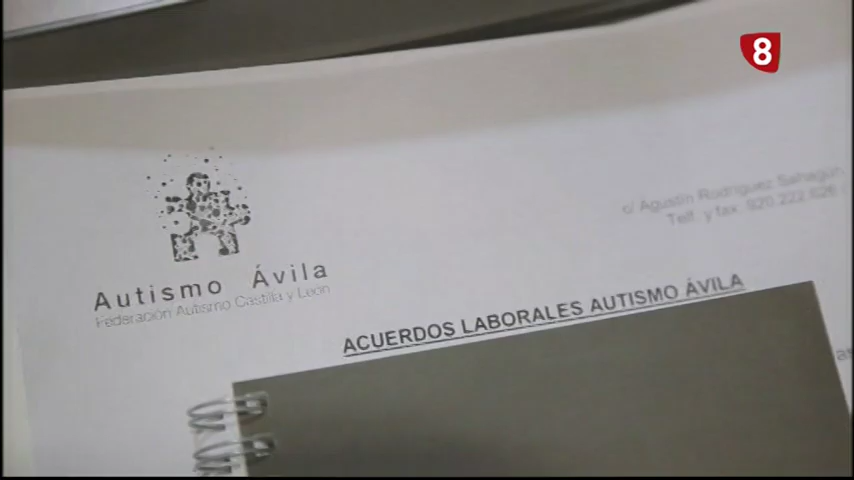 8
c/ Agustín Rodríguez Sahagún
Telf. y fax. 920 222 626
Autismo Ávila
Federación Autismo Castilla y León
ACUERDOS LABORALES AUTISMO ÁVILA